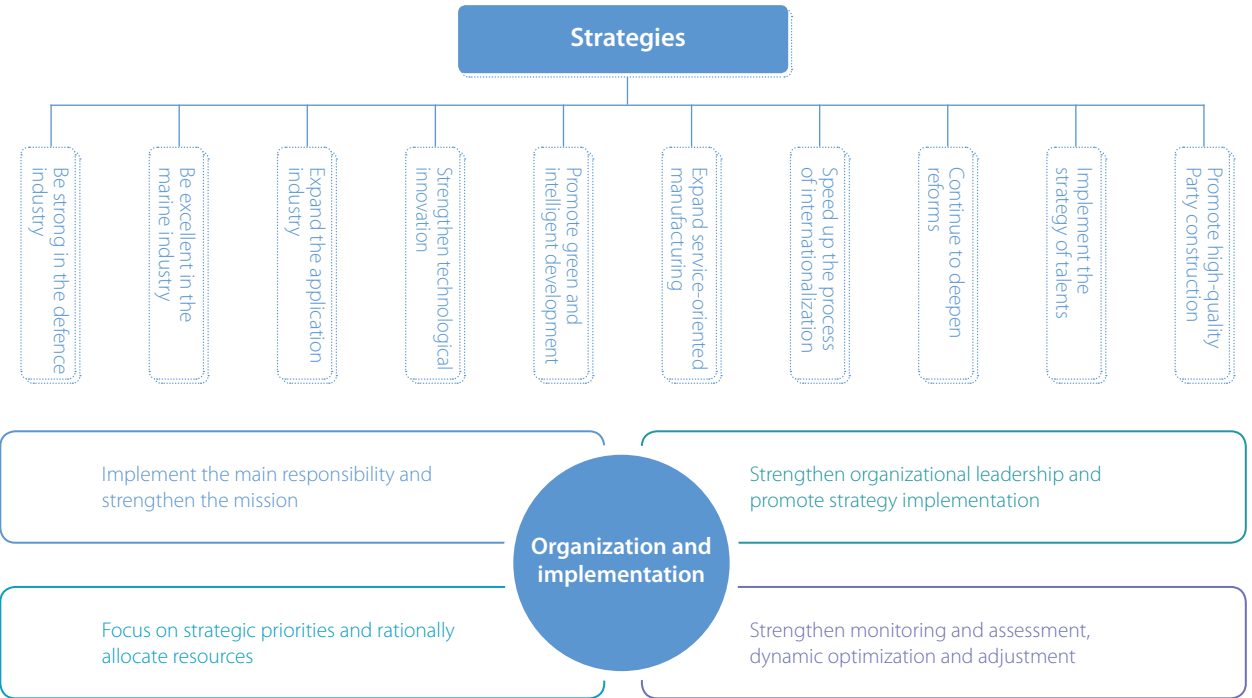 Strategies
Be strong in the defence
industry
Be excellent in the
marine industry
Expand the application
industry
Strengthen technological
innovation
Promote green and
intelligent development
Expand service-oriented
manufacturing
Speed up the process
of internationalization
Continue to deepen
reforms
Implement the
strategy of talents
Promote high-quality
Party construction
Implement the main responsibility and
strengthen the mission
Strengthen organizational leadership and
promote strategy implementation
Organization and
implementation
Focus on strategic priorities and rationally
allocate resources
Strengthen monitoring and assessment,
dynamic optimization and adjustment